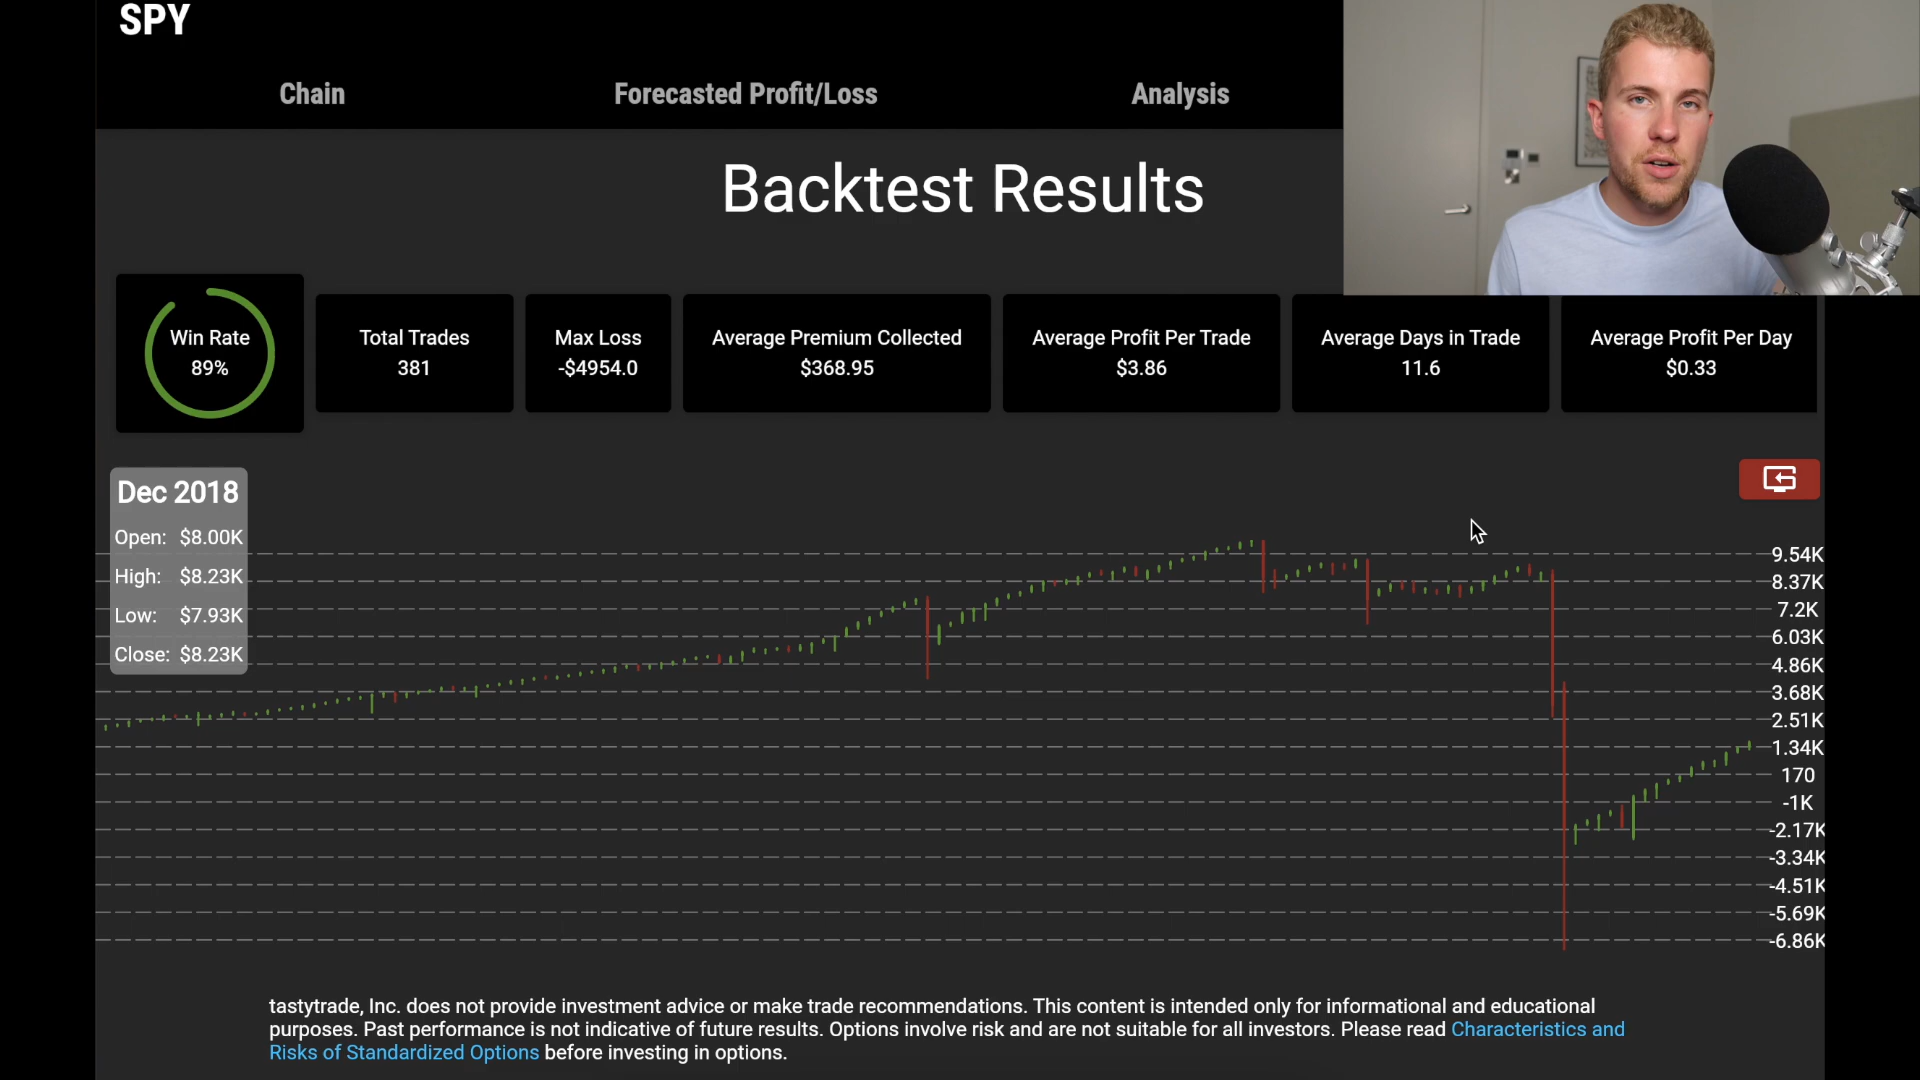 SPY
Chain
Forecasted Profit/Loss
Analysis
Backtest Results
Win Rate
89%
Total Trades
381
Max Loss
-$4954.0
Average Premium Collected
$368.95
Average Profit Per Trade
$3.86
Average Days in Trade
11.6
Average Profit Per Day
$0.33
Dec 2018
Open: $8.00K
High: $8.23K
Low: $7.93K
Close: $8.23K
9.54K
8.37K
7.2K
6.03K
4.86K
3.68K
2.51K
1.34K
170
-1K
-2.17K
-3.34K
-4.51K
-5.69K
-6.86K
tastytrade, Inc. does not provide investment advice or make trade recommendations. This content is intended only for informational and educational
purposes. Past performance is not indicative of future results. Options involve risk and are not suitable for all investors. Please read Characteristics and
Risks of Standardized Options before investing in options.